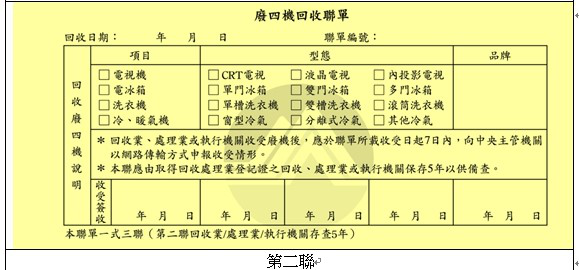 廢四機回收聯單
回收日期： 年 月 日 聯單編號：
回收廢四機說明
項目 型態 品牌
□電視機 □CRT電視 □液晶電視 □內投影電視
□電冰箱 □單門冰箱 □雙門冰箱 □多門冰箱
□洗衣機 □單槽洗衣機 □雙槽洗衣機 □滾筒洗衣機
□冷、暖氣機 □窗型冷氣 □分離式冷氣 □其他冷氣
＊ 回收業、處理業或執行機關收受廢機後，應於聯單所載收受日起7日內，向中央主管機關
以網路傳輸方式申報收受情形。
＊ 本聯應由取得回收處理業登記證之回收、處理業或執行機關保存5年以供備查。
收受簽收
年 月 日 年 月 日 年 月 日 年 月 日 年 月 日
本聯單一式三聯（第二聯回收業/處理業/執行機關存查5年）
第二聯